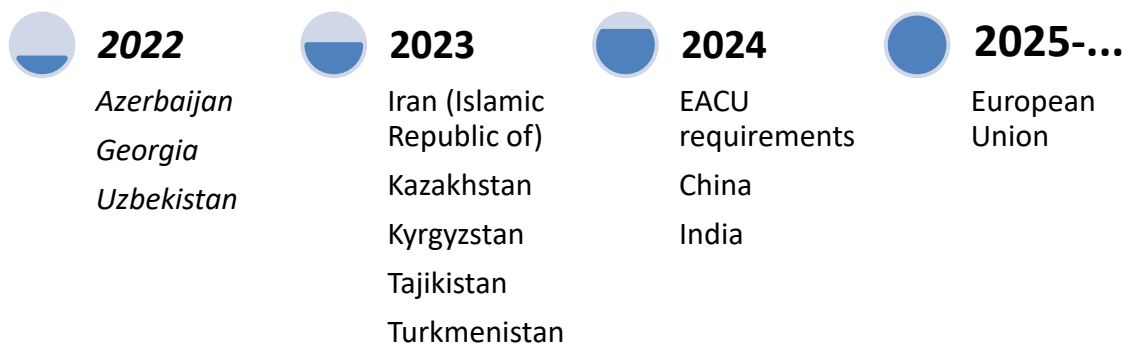 2022
Azerbaijan
Georgia
Uzbekistan
2023
Iran (Islamic
Republic of)
Kazakhstan
Kyrgyzstan
Tajikistan
Turkmenistan
2024
EACU
requirements
China
India
2025-...
European
Union